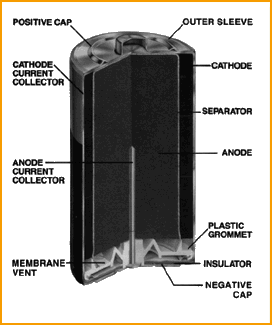 POSITIVE CAP
OUTER SLEEVE
CATHODE
CURRENT
COLLECTOR
CATHODE
SEPARATOR
ANODE
ANODE
CURRENT
COLLECTOR
PLASTIC
GROMMET
MEMBRANE
VENT
INSULATOR
NEGATIVE
CAP